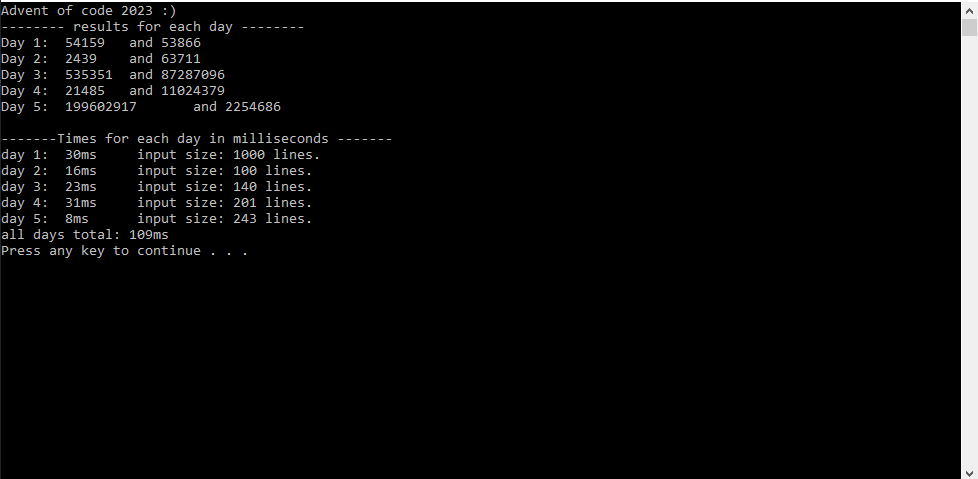 Advent of code 2023 :)
-------- results for each day --------
Day 1:  54159   and 53866
Day 2:  2439    and 63711
Day 3:  535351  and 87287096
Day 4:  21485   and 11024379
Day 5:  199602917       and 2254686
-------Times for each day in milliseconds -------
day 1:  30ms     input size: 1000 lines.
day 2:  16ms     input size: 100 lines.
day 3:  23ms     input size: 140 lines.
day 4:  31ms     input size: 201 lines.
day 5:  8ms      input size: 243 lines.
all days total: 109ms
Press any key to continue . . .